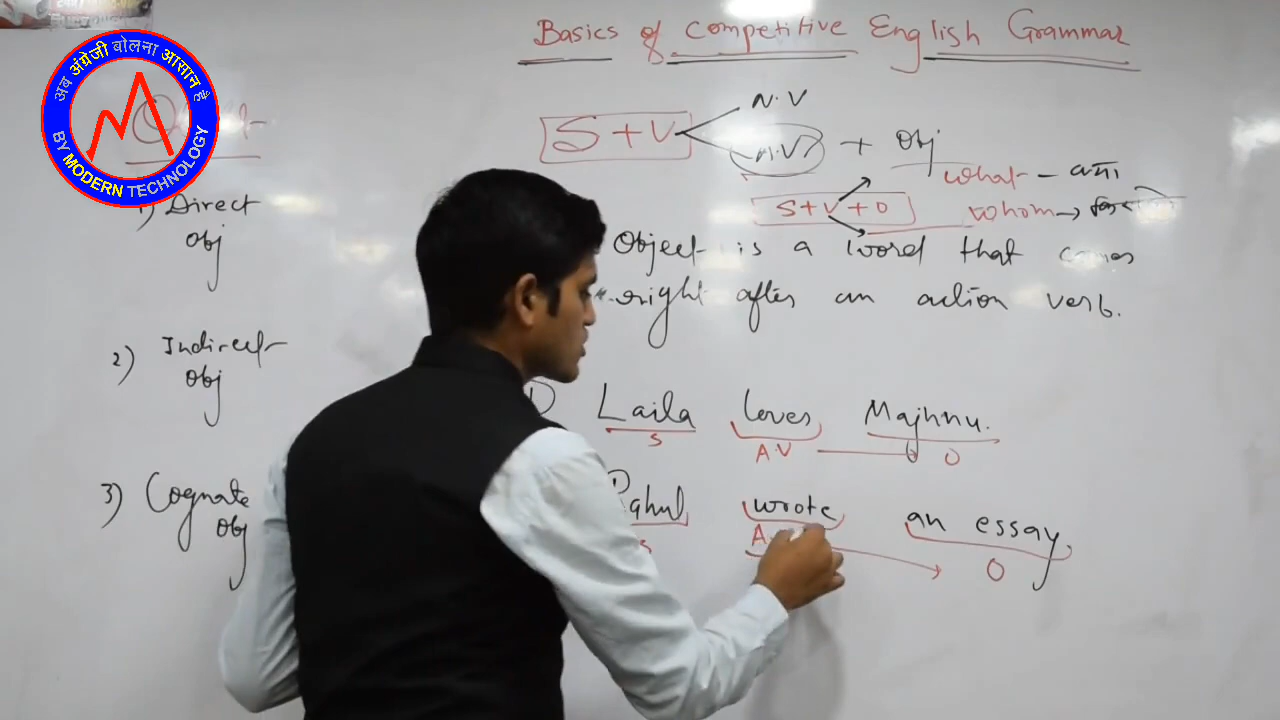 Basics of Competitive English Grammar
अब अंग्रेजी बोलना आसान है
BY MODERN TECHNOLOGY
S + V
N.V
A.V
+ Obj
what - क्या
S + V + O
whom →
Object is a word that comes
right after an action verb.
1) Direct
Obj
2) Indirect
Obj
3) Cognate
Obj
Laila loves Majhnu.
S
A.V
O
Rahul wrote an essay.
S
A.
O